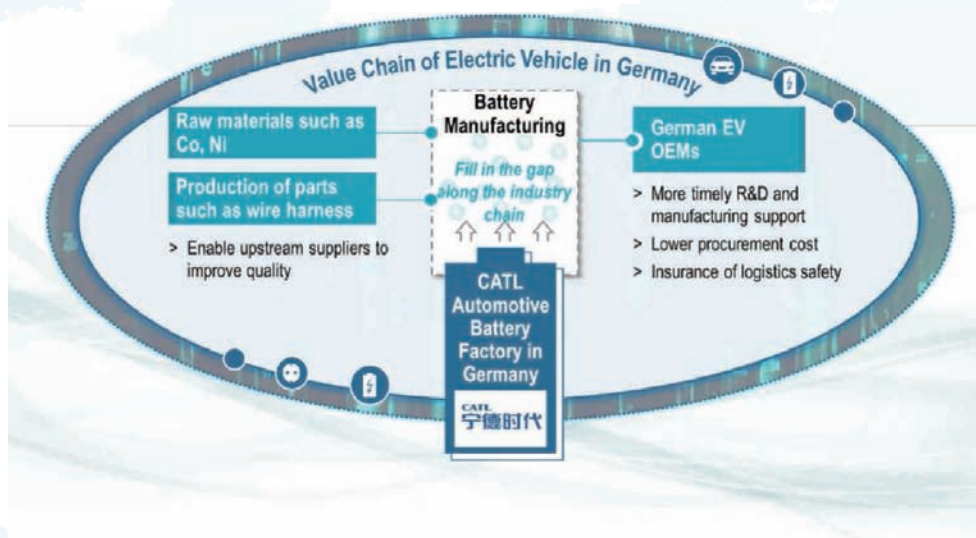 Value Chain of Electric Vehicle in Germany
Raw materials such as
Co, Ni
Production of parts
such as wire harness
> Enable upstream suppliers to
improve quality
Battery
Manufacturing
Fill in the gap
along the industry
chain
CATL
Automotive
Battery
Factory in
Germany
CATL
宁德时代
German EV
OEMs
> More timely R&D and
manufacturing support
> Lower procurement cost
> Insurance of logistics safety